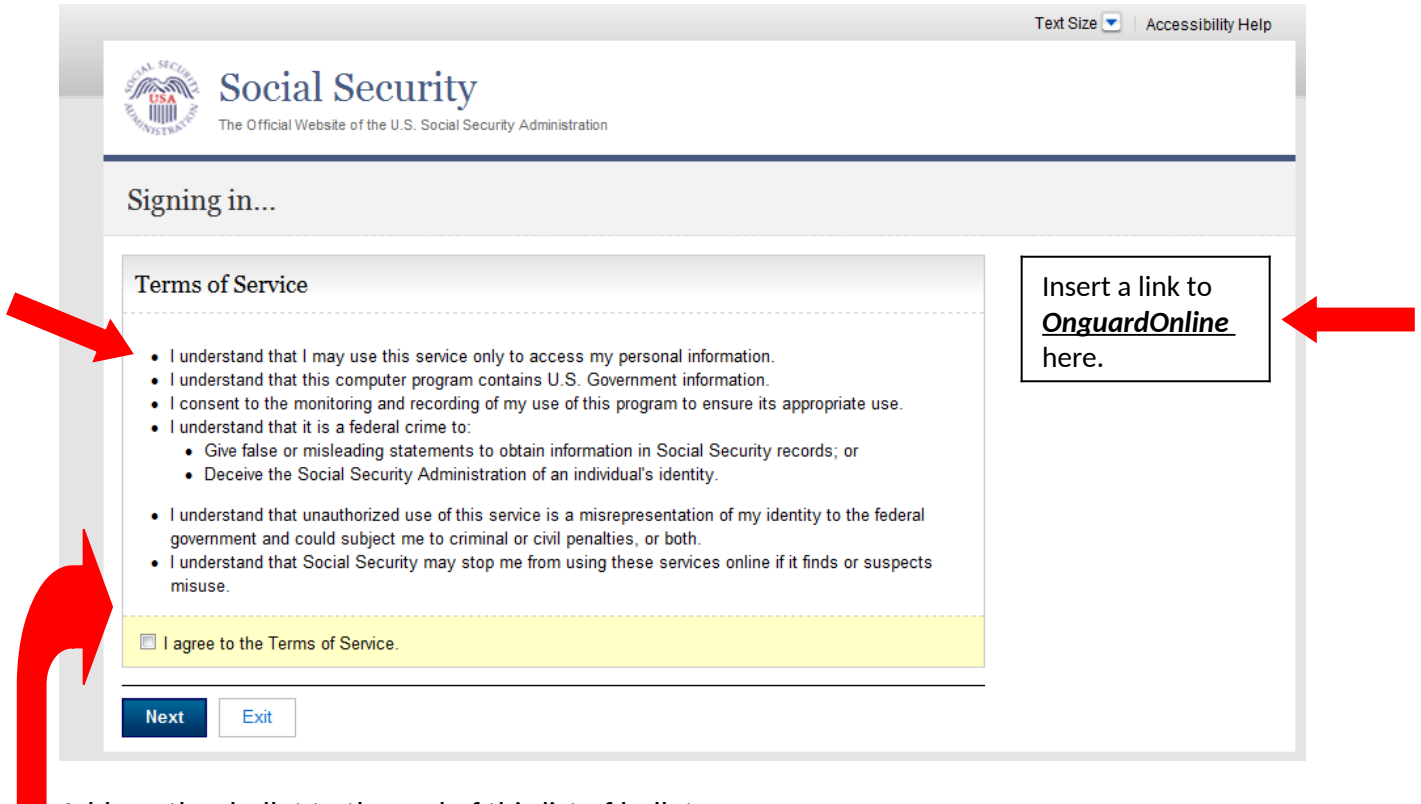 Text Size
Accessibility Help
SOCIAL SECURITY ADMINISTRATION
USA
Social Security
The Official Website of the U.S. Social Security Administration
Signing in...
Terms of Service
• I understand that I may use this service only to access my personal information.
• I understand that this computer program contains U.S. Government information.
• I consent to the monitoring and recording of my use of this program to ensure its appropriate use.
• I understand that it is a federal crime to:
• Give false or misleading statements to obtain information in Social Security records; or
• Deceive the Social Security Administration of an individual's identity.
• I understand that unauthorized use of this service is a misrepresentation of my identity to the federal
government and could subject me to criminal or civil penalties, or both.
• I understand that Social Security may stop me from using these services online if it finds or suspects
misuse.
I agree to the Terms of Service.
Next
Exit
Insert a link to
OnguardOnline
here.